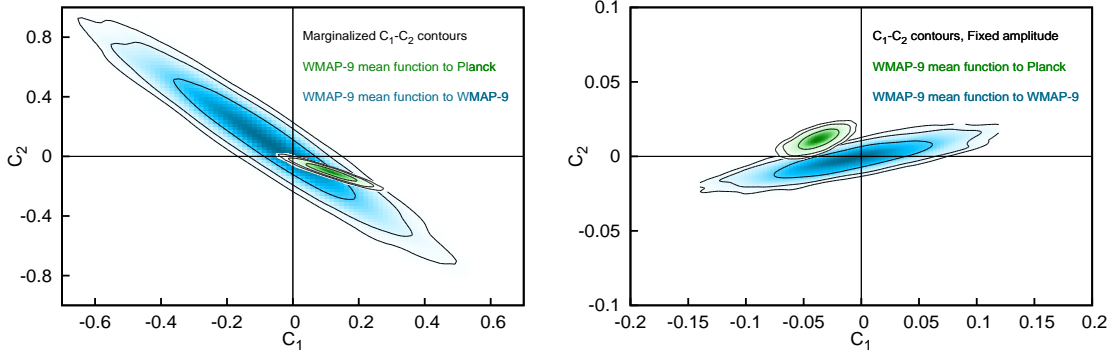 0.8
0.4
0
-0.4
-0.8
C₂
-0.6
-0.4
-0.2
0
0.2
0.4
0.6
C₁
Marginalized C₁-C₂ contours
WMAP-9 mean function to Planck
WMAP-9 mean function to WMAP-9
0.1
0.05
0
-0.05
-0.1
C₂
-0.2
-0.15
-0.1
-0.05
0
0.05
0.1
0.15
0.2
C₁
C₁-C₂ contours, Fixed amplitude
WMAP-9 mean function to Planck
WMAP-9 mean function to WMAP-9